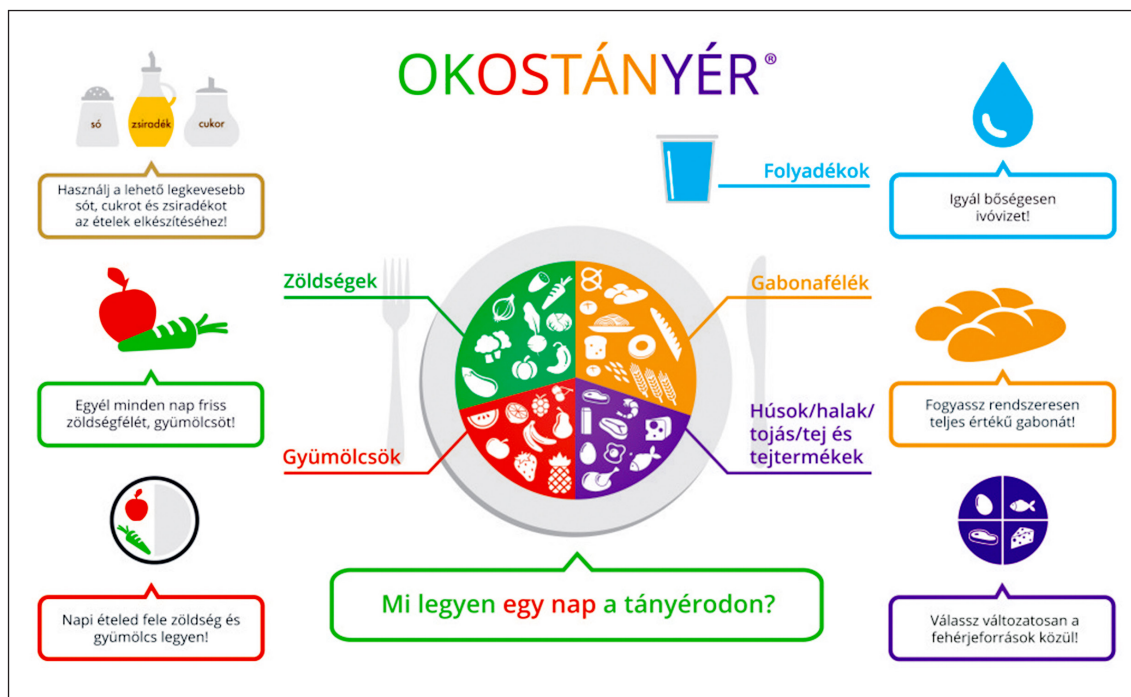 OKOSTÁNYÉR®
só
zsiradék
cukor
Használj a lehető legkevesebb
sót, cukrot és zsiradékot
az ételek elkészítéséhez!
Folyadékok
Igyál bőségesen
ivóvizet!
Zöldségek
Gabonafélék
Egyél minden nap friss
zöldségfélét, gyümölcsöt!
Fogyassz rendszeresen
teljes értékű gabonát!
Gyümölcsök
Húsok/halak/
tojás/tej és
tejtermékek
Napi ételed fele zöldség és
gyümölcs legyen!
Mi legyen egy nap a tányérodon?
Válassz változatosan a
fehérjeforrások közül!